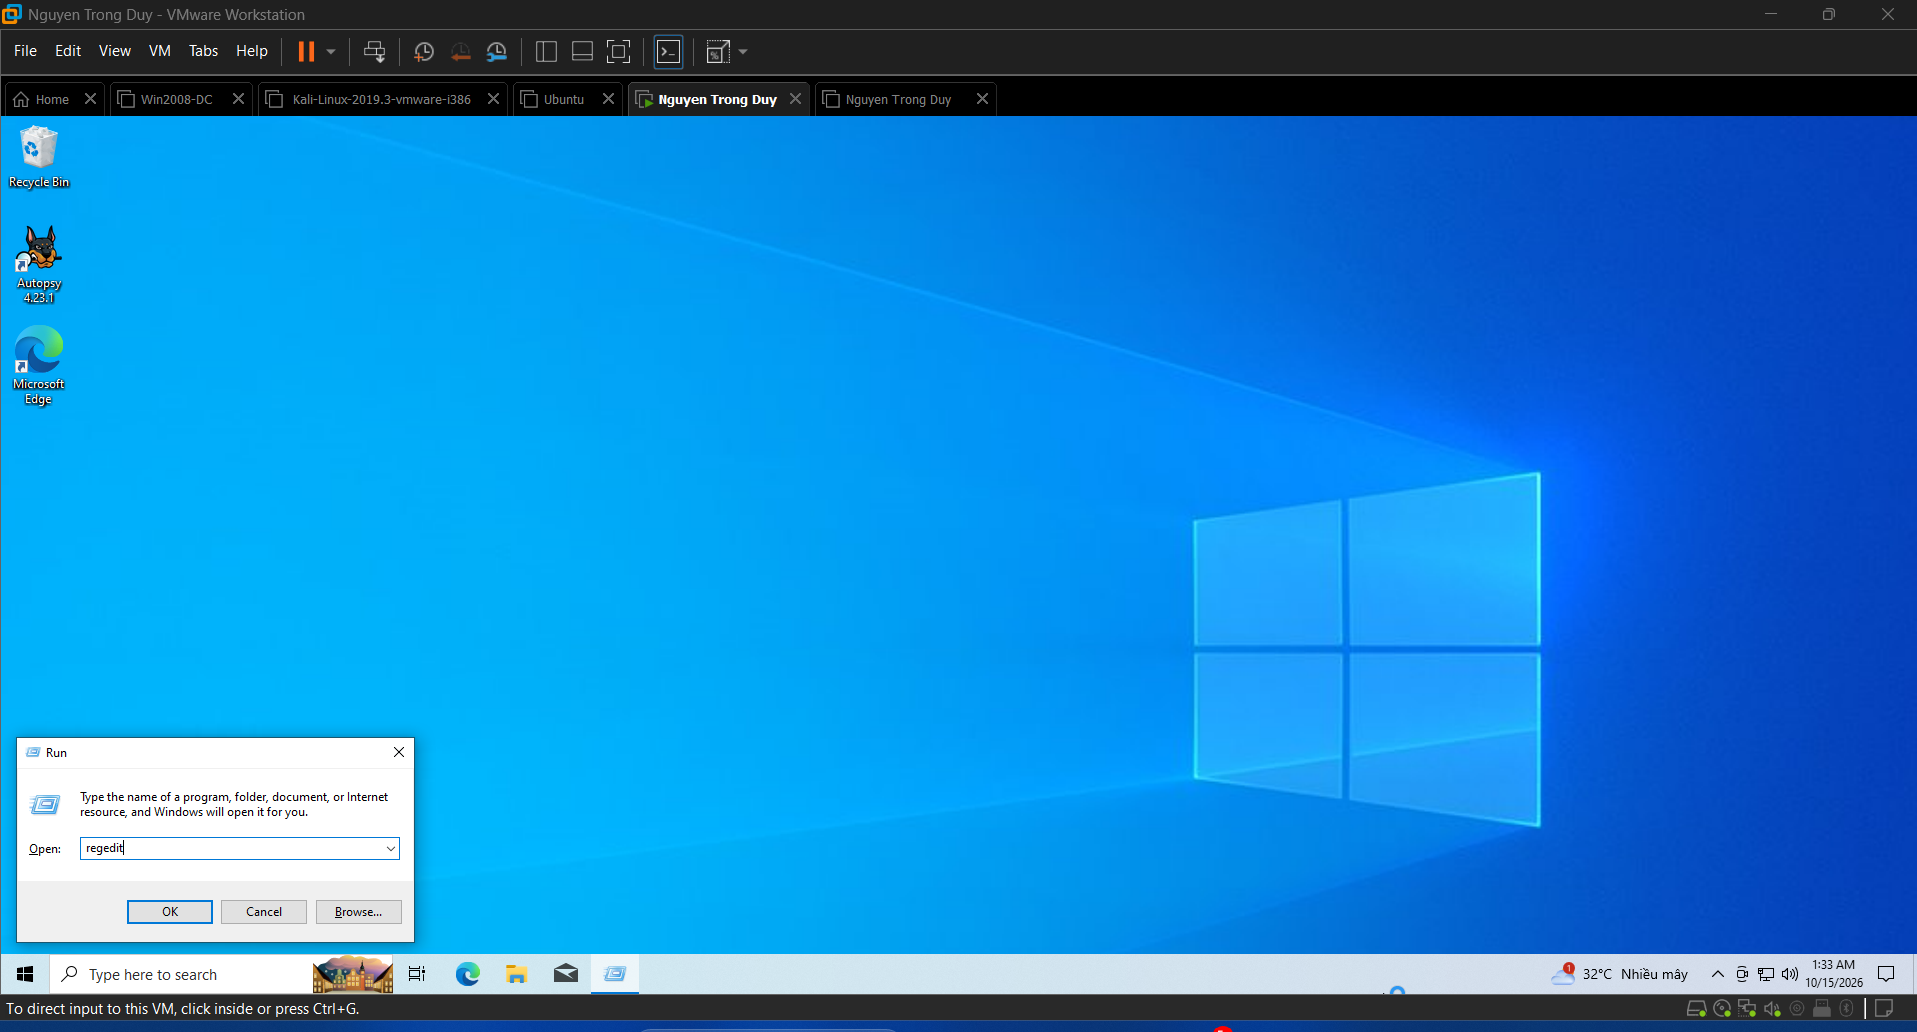 Nguyen Trong Duy - VMware Workstation
File Edit View VM Tabs Help
Home Win2008-DC Kali-Linux-2019.3-vmware-i386 Ubuntu Nguyen Trong Duy Nguyen Trong Duy
Recycle Bin
Autopsy
4.23.1
Microsoft
Edge
Run
Type the name of a program, folder, document, or Internet
resource, and Windows will open it for you.
Open: regedit
OK Cancel Browse...
Type here to search
1
32°C Nhiều mây
1:33 AM
10/15/2026
To direct input to this VM, click inside or press Ctrl+G.